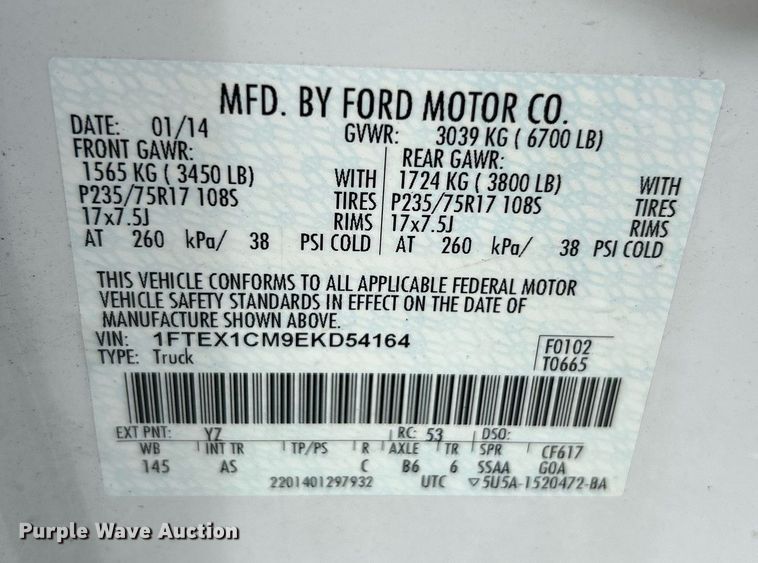 MFD. BY FORD MOTOR CO.
DATE: 01/14 GVWR: 3039 KG ( 6700 LB)
FRONT GAWR: REAR GAWR:
1565 KG ( 3450 LB) WITH 1724 KG ( 3800 LB) WITH
P235/75R17 108S TIRES P235/75R17 108S TIRES
17x7.5J RIMS 17x7.5J RIMS
AT 260 kPa/ 38 PSI COLD AT 260 kPa/ 38 PSI COLD
THIS VEHICLE CONFORMS TO ALL APPLICABLE FEDERAL MOTOR
VEHICLE SAFETY STANDARDS IN EFFECT ON THE DATE OF
MANUFACTURE SHOWN ABOVE.
VIN: 1FTEX1CM9EKD54164 F0102
TYPE: Truck T0665
EXT PNT: YZ RC: 53 DSO:
WB INT TR TP/PS R AXLE TR SPR CF617
145 AS C B6 6 SSAA GOA
2201401297932 UTC ▽5U5A-1520472-BA
Purple Wave Auction